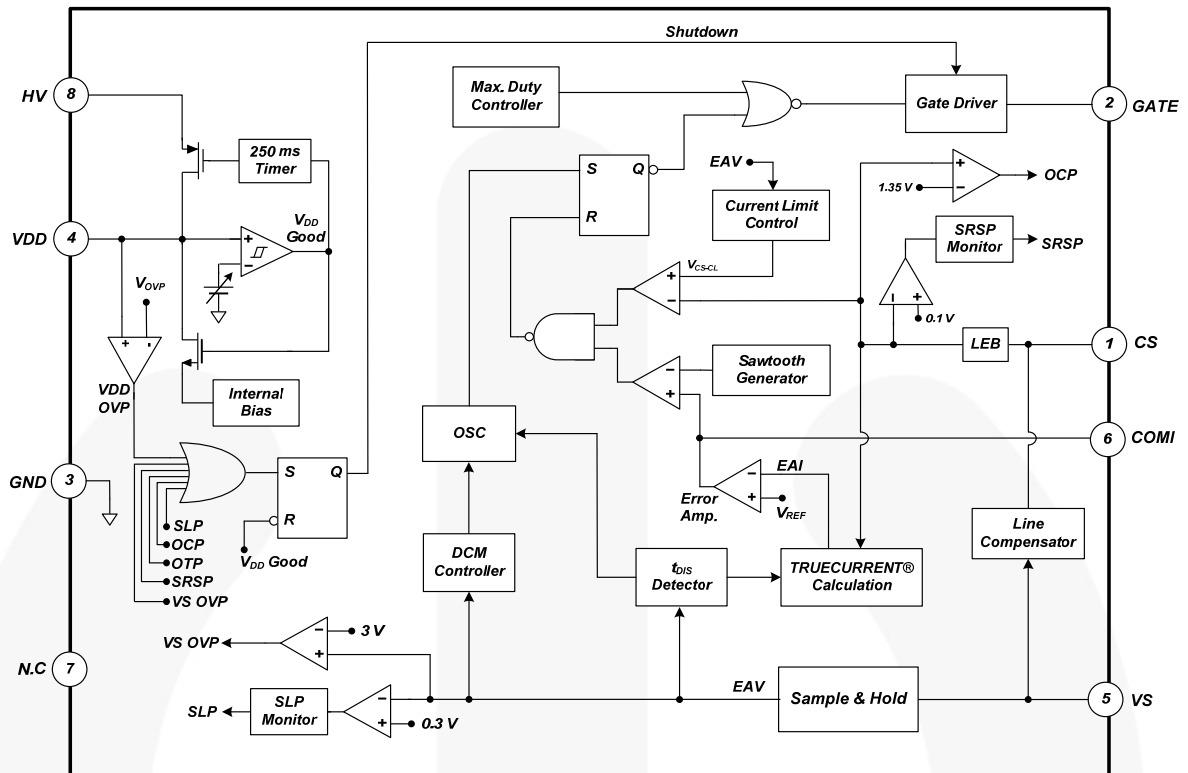 Shutdown
HV
8
Max. Duty
Controller
Gate Driver
2
GATE
250 ms
Timer
S
Q
R
EAV
Current Limit
Control
+
1.35 V
−
OCP
VDD
4
VDD
Good
+
−
SRSP
Monitor
SRSP
VCS-CL
+
−
VOVP
+
-
VDD
OVP
− +
0.1 V
LEB
1
CS
Internal
Bias
−
+
Sawtooth
Generator
OSC
6
COMI
GND
3
S
Q
R
VDD Good
SLP
OCP
OTP
SRSP
VS OVP
Error
Amp.
−
+
EAI
VREF
Line
Compensator
DCM
Controller
tDIS
Detector
TRUECURRENT®
Calculation
VS OVP
−
+
3 V
N.C
7
SLP
SLP
Monitor
−
+
0.3 V
EAV
Sample & Hold
5
VS